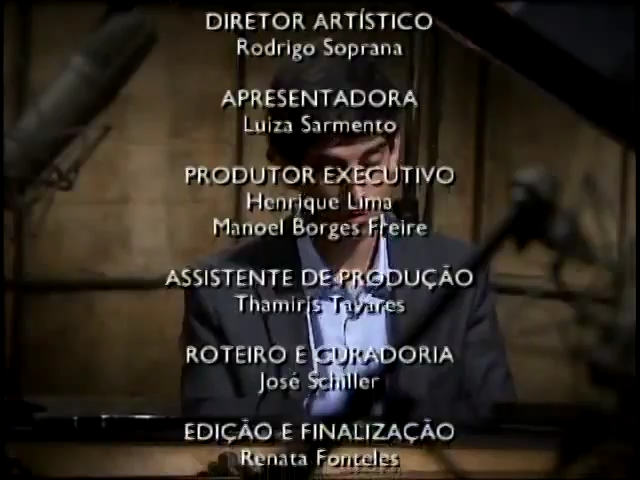 DIRETOR ARTÍSTICO
Rodrigo Soprana
APRESENTADORA
Luiza Sarmento
PRODUTOR EXECUTIVO
Henrique Lima
Manoel Borges Freire
ASSISTENTE DE PRODUÇÃO
Thamiris Tavares
ROTEIRO E CURADORIA
José Schiller
EDIÇÃO E FINALIZAÇÃO
Renata Fonteles